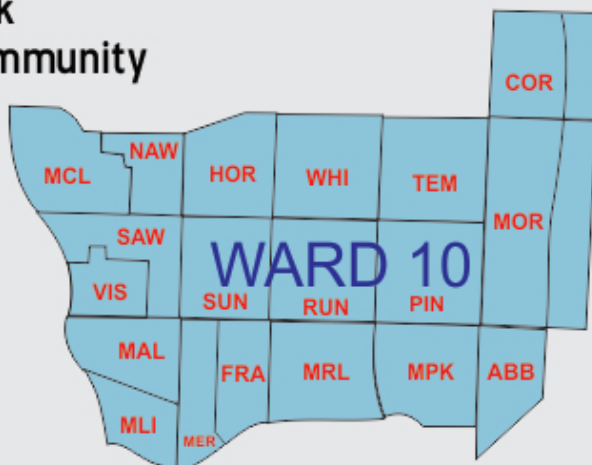 k
mmunity
COR
NAW
MCL
HOR
WHI
TEM
MOR
SAW
WARD 10
VIS
SUN
RUN
PIN
MAL
FRA
MRL
MPK
ABB
MLI
MER